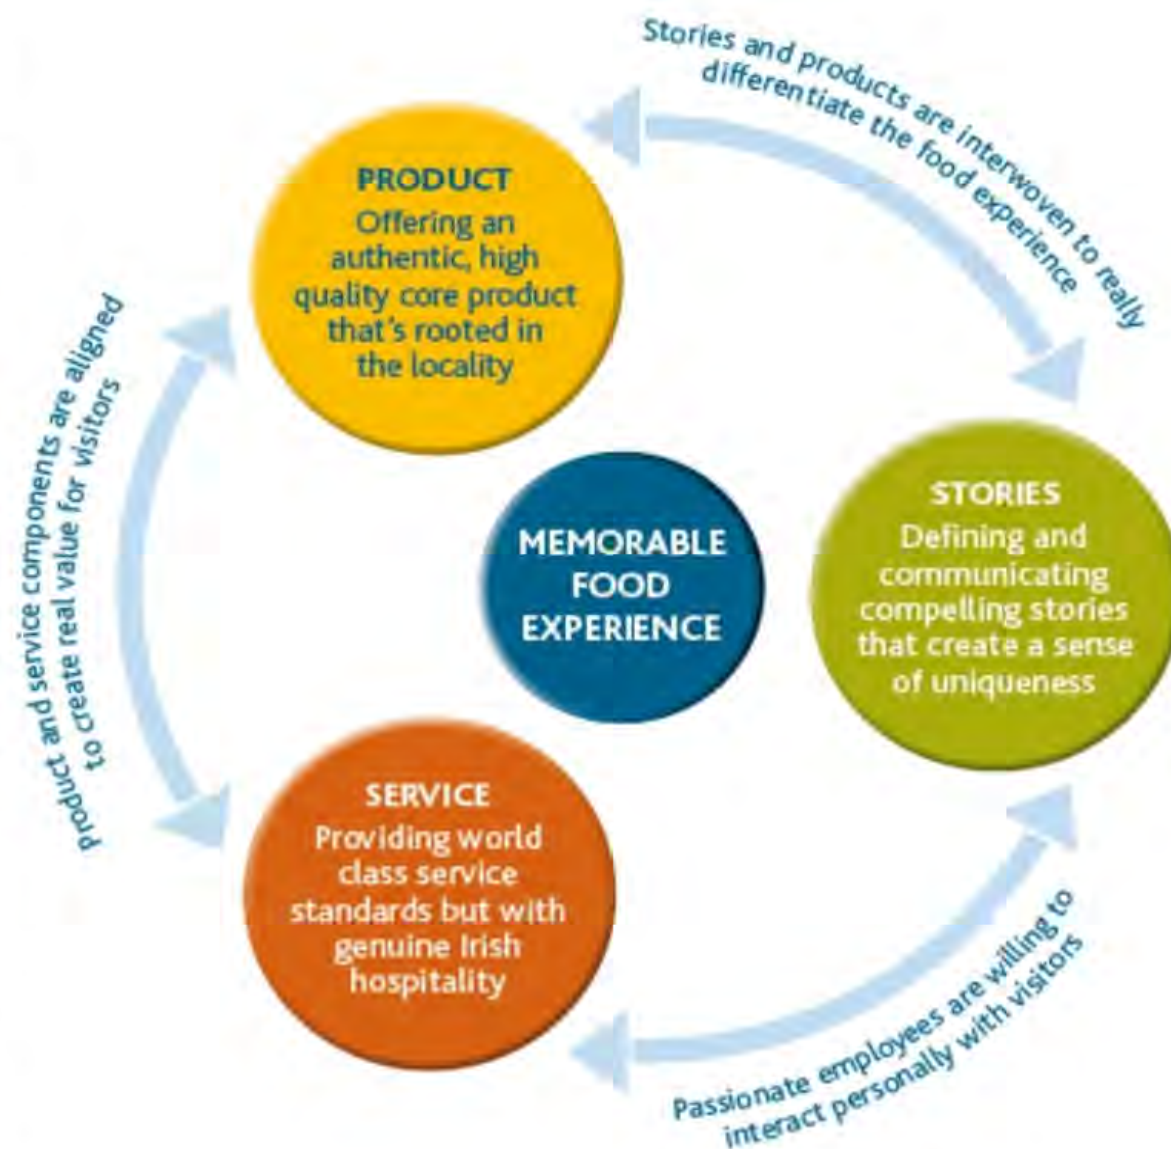 Stories and products are interwoven to really
differentiate the food experience
PRODUCT
Offering an
authentic, high
quality core product
that's rooted in
the locality
Product and service components are aligned
to create real value for visitors
MEMORABLE
FOOD
EXPERIENCE
STORIES
Defining and
communicating
compelling stories
that create a sense
of uniqueness
SERVICE
Providing world
class service
standards but with
genuine Irish
hospitality
Passionate employees are willing to
interact personally with visitors